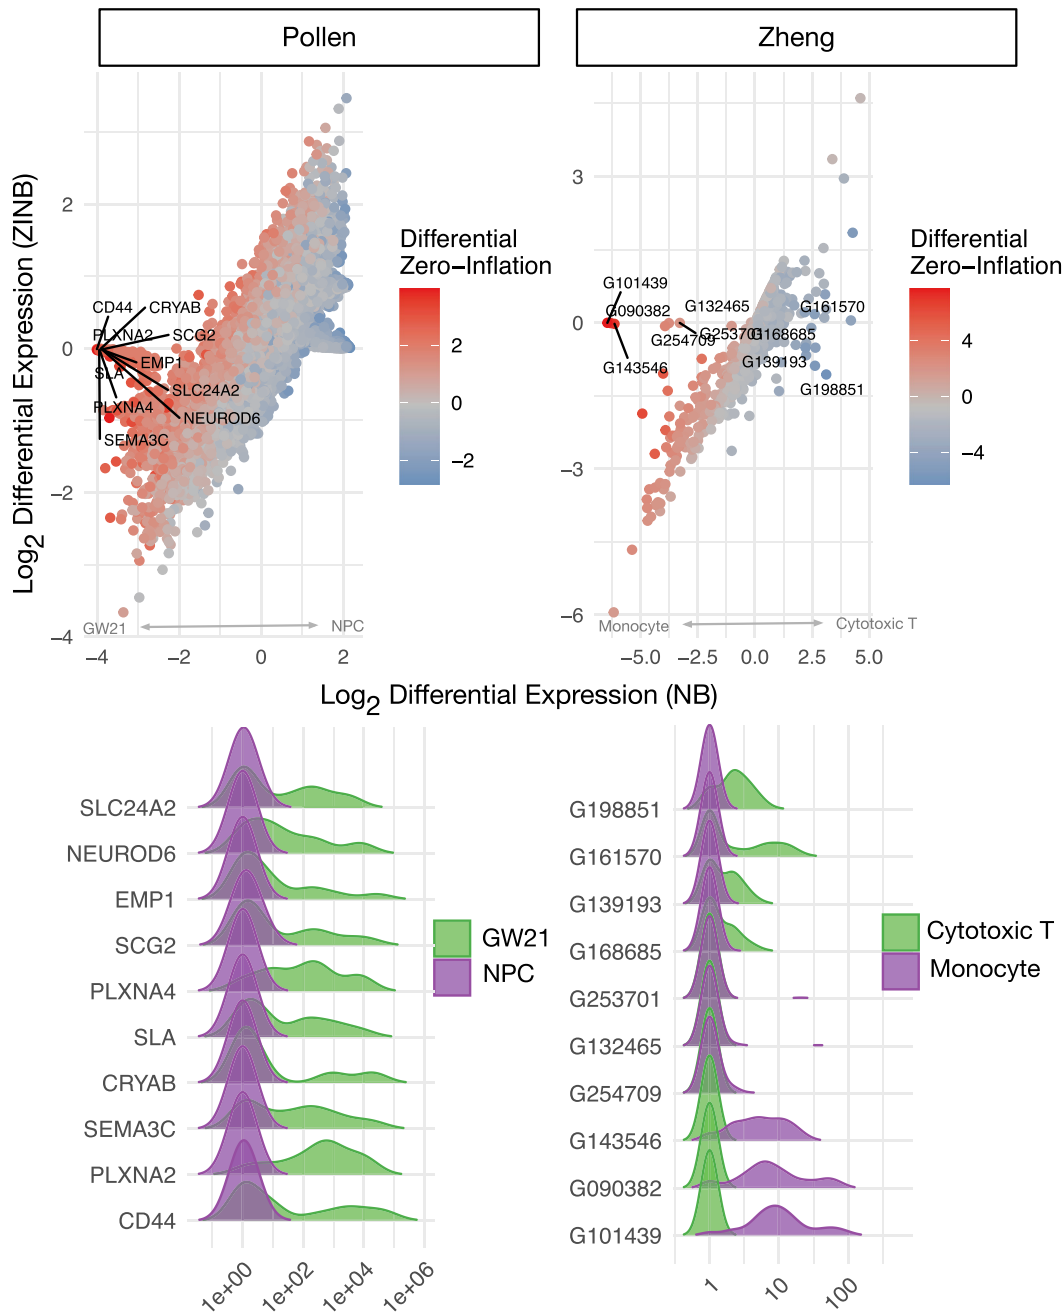 Pollen
Zheng
Log2 Differential Expression (ZINB)
2
0
−2
−4
CD44
CRYAB
PLXNA2
SCG2
EMP1
SLA
SLC24A2
PLXNA4
NEUROD6
SEMA3C
GW21
NPC
−4
−2
0
2
Differential
Zero−Inflation
2
0
−2
3
0
−3
−6
G101439
G090382
G132465
G161570
G254709
G253701
G168685
G143546
G139193
G198851
Monocyte
Cytotoxic T
−5.0
−2.5
0.0
2.5
5.0
Differential
Zero−Inflation
4
0
−4
Log2 Differential Expression (NB)
SLC24A2
NEUROD6
EMP1
SCG2
PLXNA4
SLA
CRYAB
SEMA3C
PLXNA2
CD44
1e+00
1e+02
1e+04
1e+06
GW21
NPC
G198851
G161570
G139193
G168685
G253701
G132465
G254709
G143546
G090382
G101439
1
10
100
Cytotoxic T
Monocyte